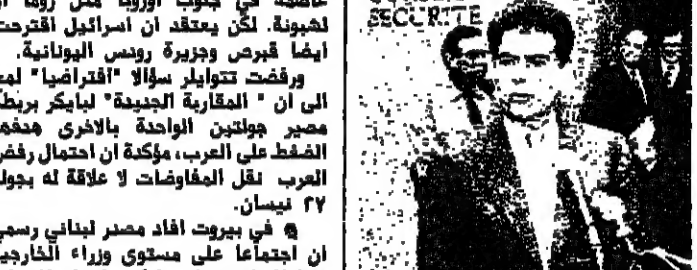 عاصمة في جنوب اوروبا مثل روما او
لشبونة. لكن يعتقد ان اسرائيل اقترحت
ايضا قبرص وجزيرة رودس اليونانية.
ورفضت تتوايلر سؤالا "افتراضيا" لمع
الى ان " المقاربة الجديدة" لبايكر بربط
مصير جولتين الواحدة بالاخرى هدفها
الضغط على العرب، مؤكدة ان احتمال رفض
العرب نقل المفاوضات لا علاقة له بجولة
٢٧ نيسان.
في بيروت افاد مصدر لبناني رسمي
ان اجتماعا على مستوى وزراء الخارجية
SECURITE